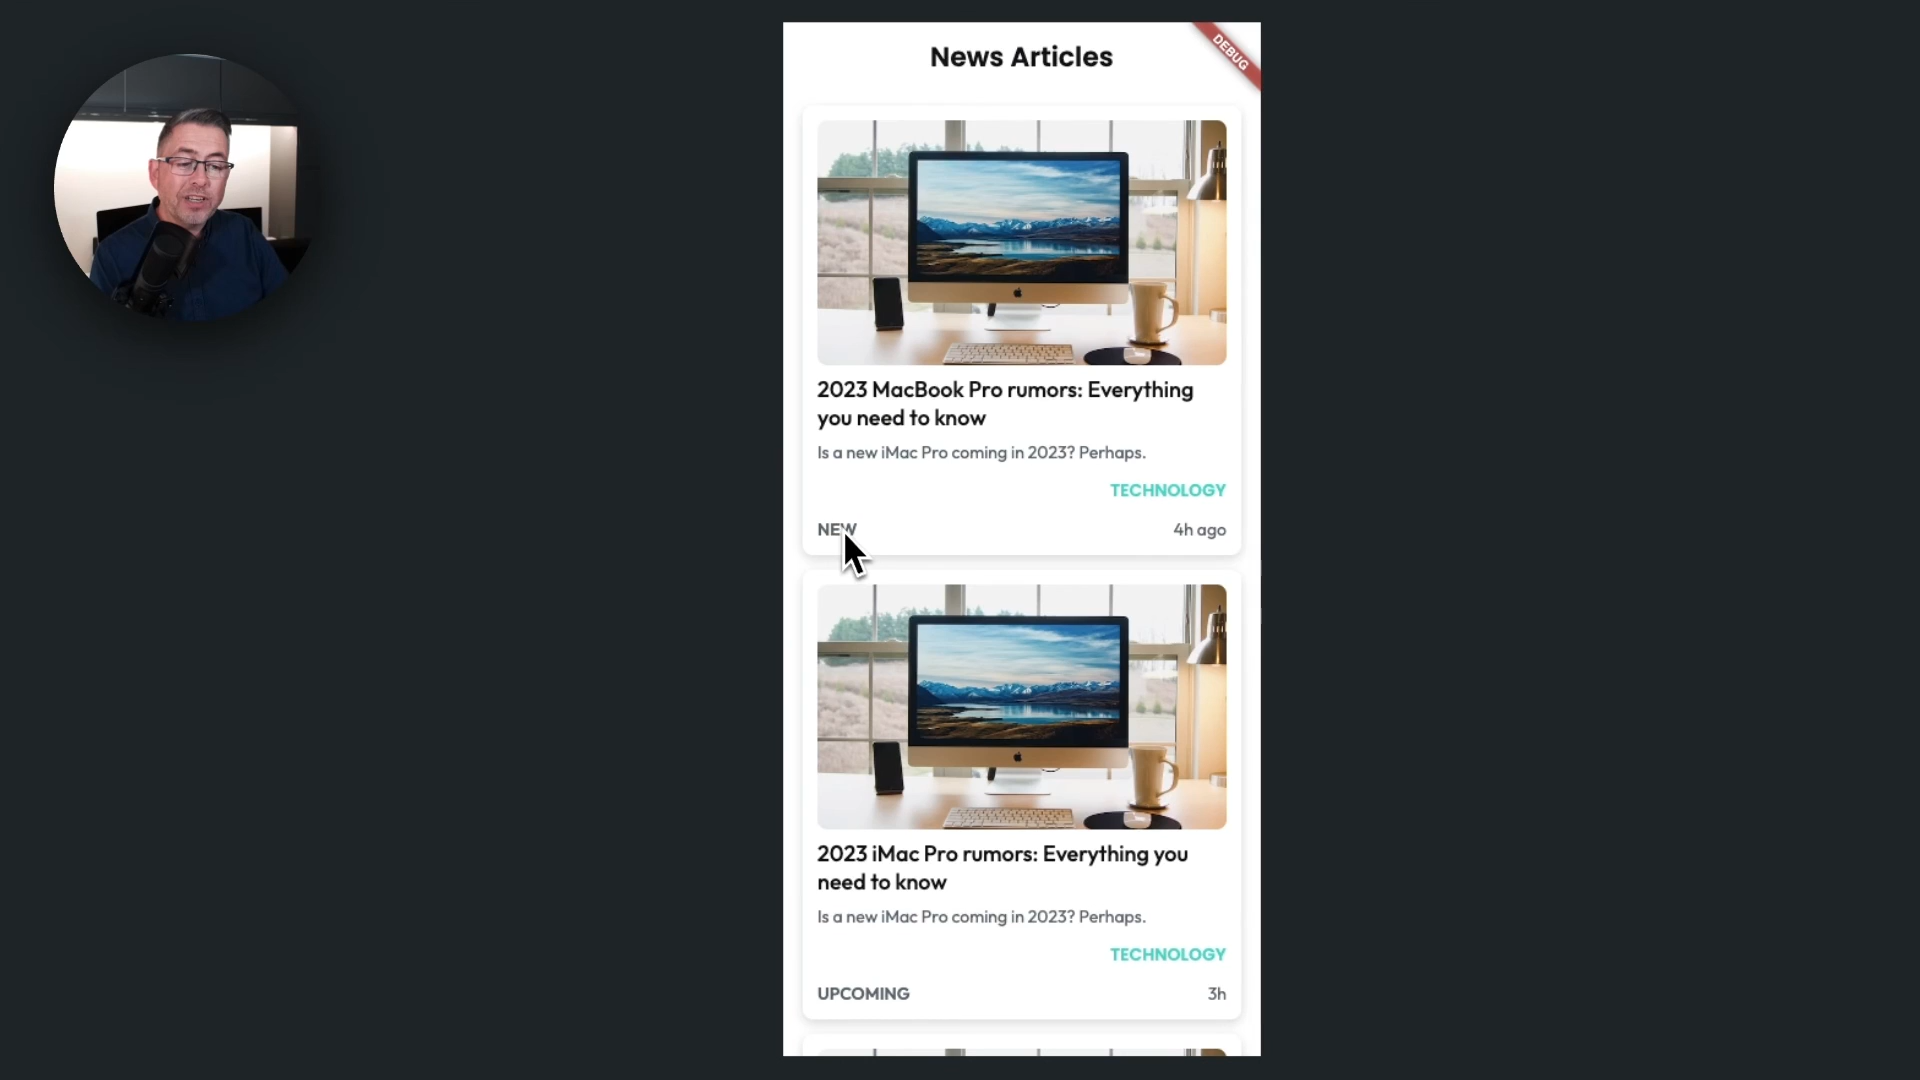 News Articles
DEBUG
2023 MacBook Pro rumors: Everything
you need to know
Is a new iMac Pro coming in 2023? Perhaps.
TECHNOLOGY
NEW
4h ago
2023 iMac Pro rumors: Everything you
need to know
Is a new iMac Pro coming in 2023? Perhaps.
TECHNOLOGY
UPCOMING
3h